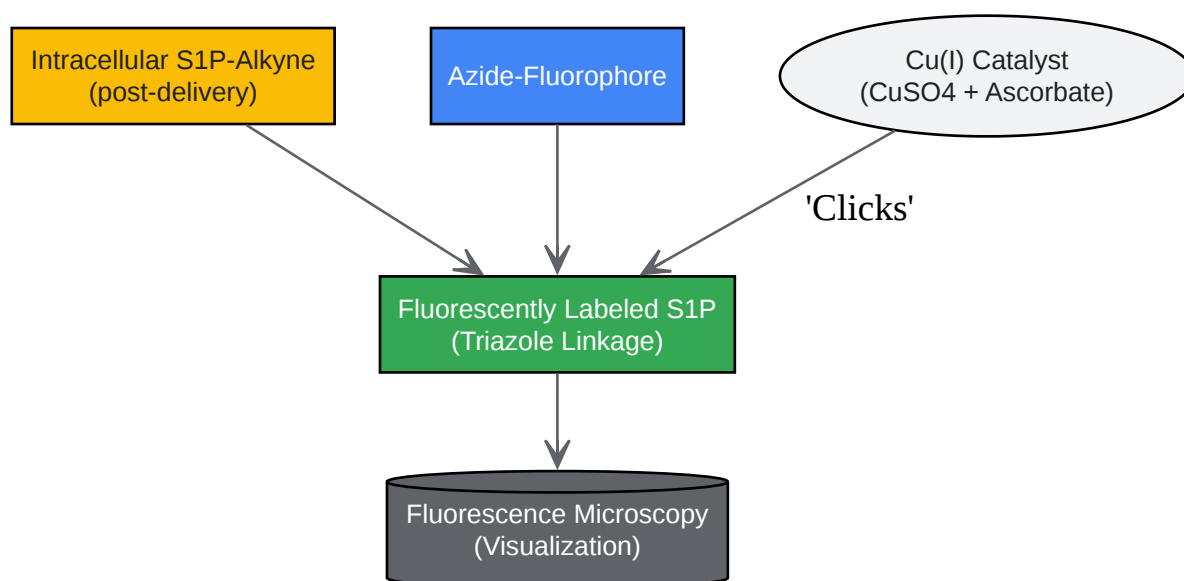 Intracellular S1P-Alkyne
(post-delivery)
Azide-Fluorophore
Cu(I) Catalyst
(CuSO4 + Ascorbate)
'Clicks'
Fluorescently Labeled S1P
(Triazole Linkage)
Fluorescence Microscopy
(Visualization)